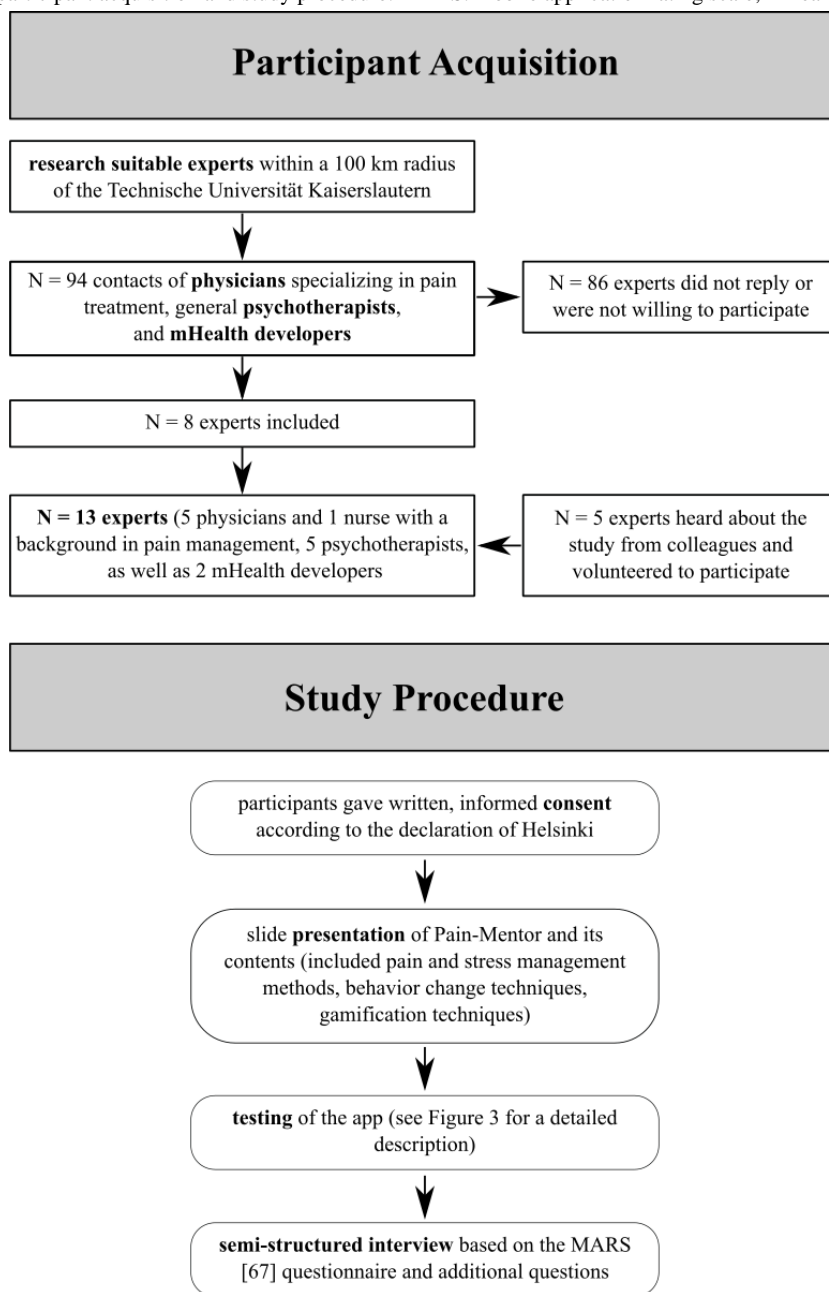 Participant Acquisition
research suitable experts within a 100 km radius
of the Technische Universität Kaiserslautern
N = 94 contacts of physicians specializing in pain
treatment, general psychotherapists,
and mHealth developers
N = 86 experts did not reply or
were not willing to participate
N = 8 experts included
N = 13 experts (5 physicians and 1 nurse with a
background in pain management, 5 psychotherapists,
as well as 2 mHealth developers
N = 5 experts heard about the
study from colleagues and
volunteered to participate
Study Procedure
participants gave written, informed consent
according to the declaration of Helsinki
slide presentation of Pain-Mentor and its
contents (included pain and stress management
methods, behavior change techniques,
gamification techniques)
testing of the app (see Figure 3 for a detailed
description)
semi-structured interview based on the MARS
[67] questionnaire and additional questions